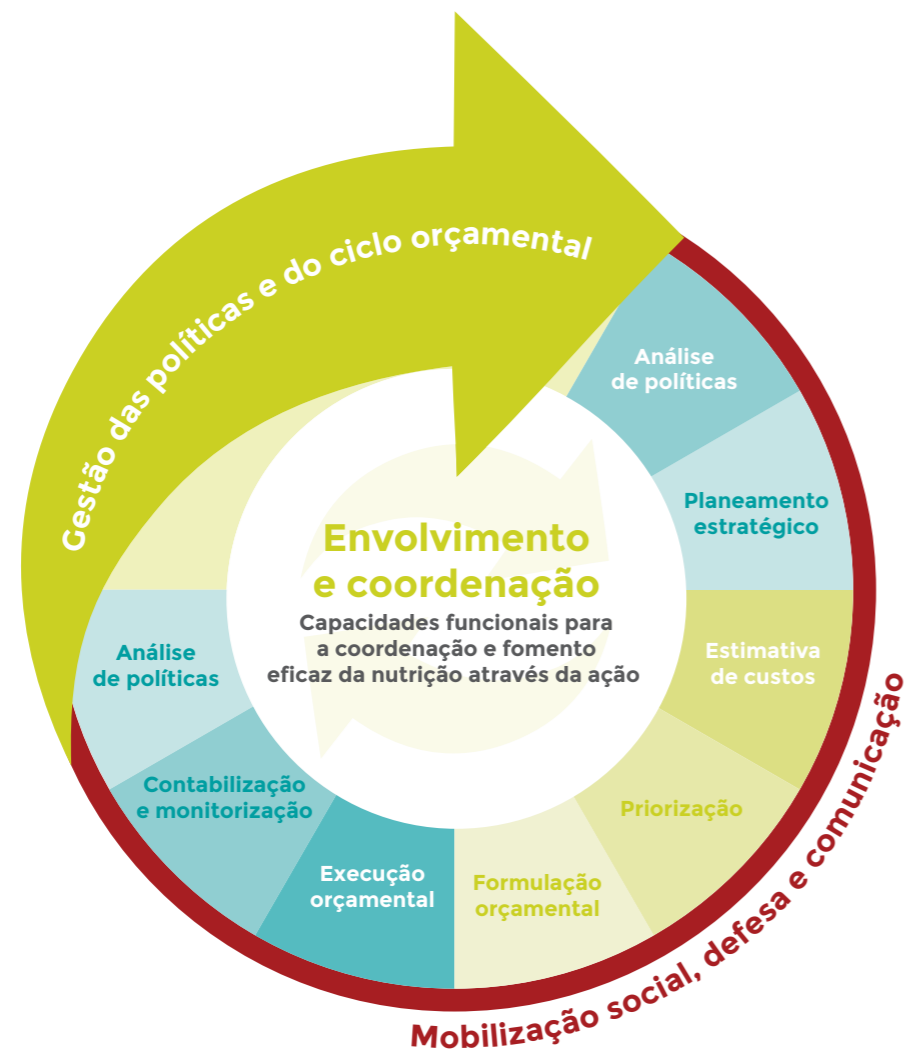 Gestão das políticas e do ciclo orçamental
Análise
de políticas
Planeamento
estratégico
Estimativa
de custos
Priorização
Formulação
orçamental
Execução
orçamental
Contabilização
e monitorização
Análise
de políticas
Envolvimento
e coordenação
Capacidades funcionais para
a coordenação e fomento
eficaz da nutrição através da ação
Mobilização social, defesa e comunicação